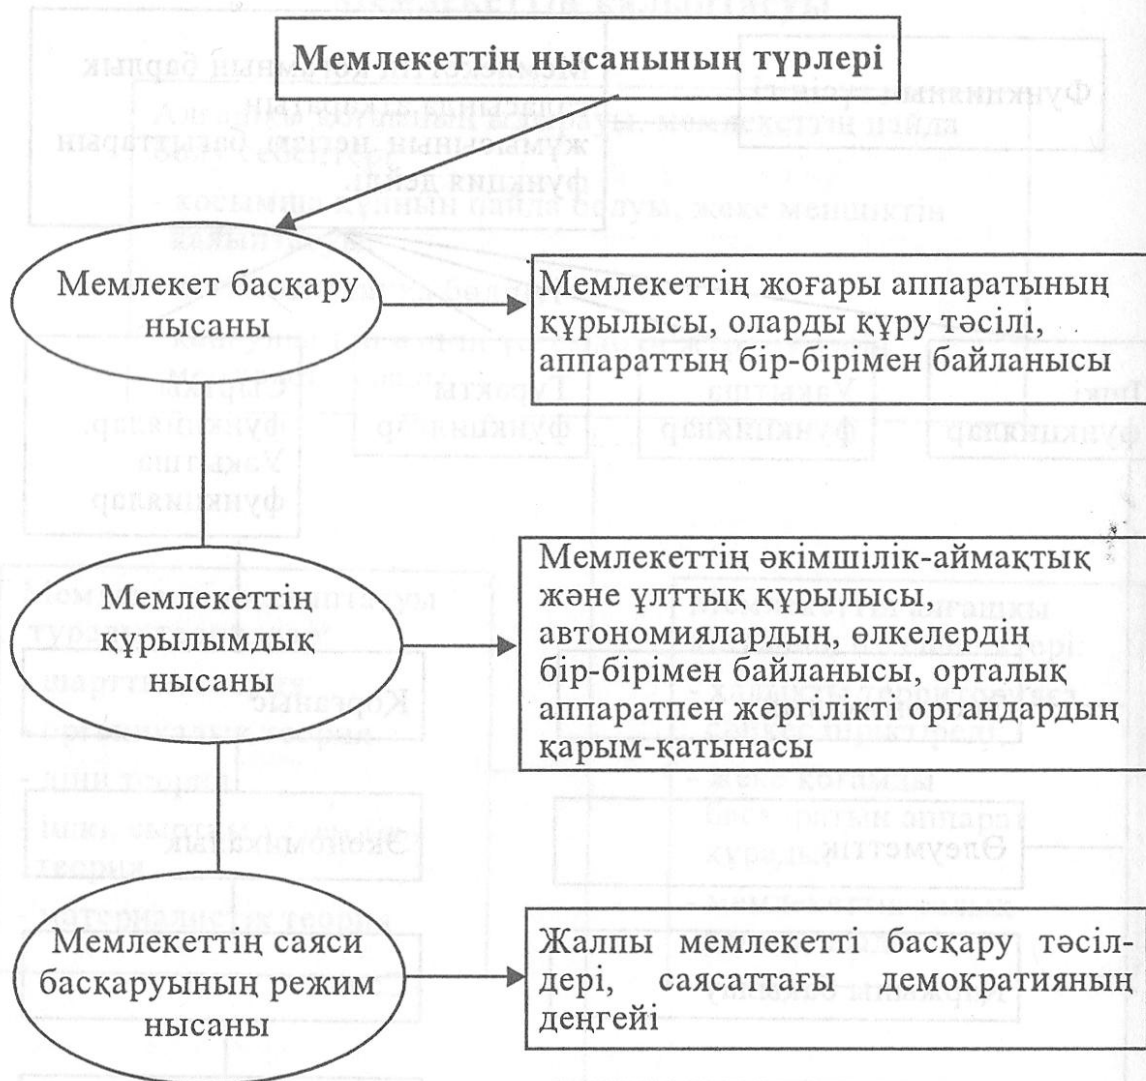 Мемлекеттің нысанының түрлері
Мемлекет басқару
нысаны
Мемлекеттің жоғары аппаратының
құрылысы, оларды құру тәсілі,
аппараттың бір-бірімен байланысы
Мемлекеттің
құрылымдық
нысаны
Мемлекеттің әкімшілік-аймақтық
және ұлттық құрылысы,
автономиялардың, өлкелердің
бір-бірімен байланысы, орталық
аппаратпен жергілікті органдардың
қарым-қатынасы
Мемлекеттің саяси
басқаруының режим
нысаны
Жалпы мемлекетті басқару тәсіл-
дері, саясаттағы демократияның
деңгейі